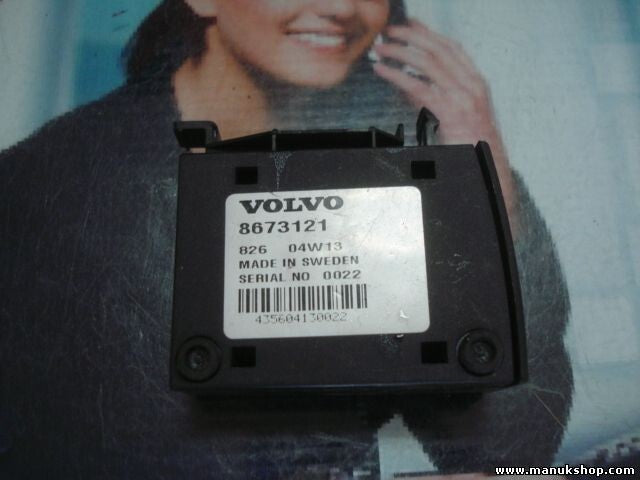 VOLVO
8673121
826 04W13
MADE IN SWEDEN
SERIAL NO 0022
435604130022
www.manukshop.com